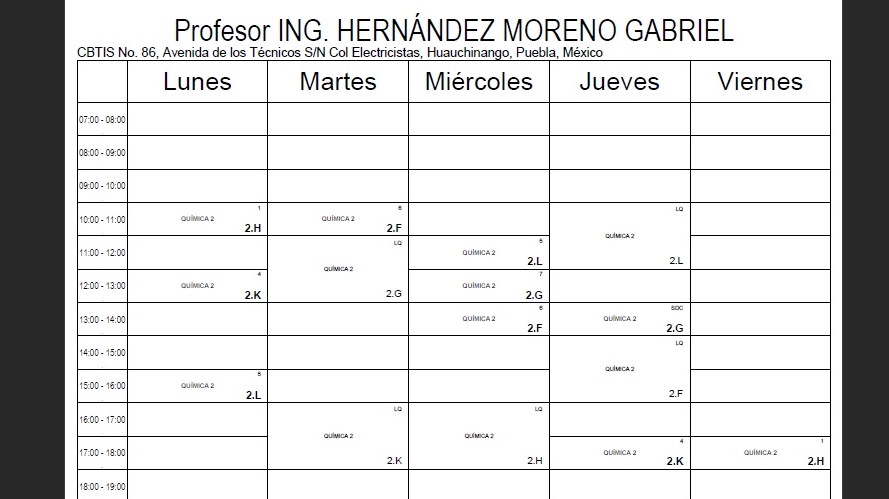 Profesor ING. HERNÁNDEZ MORENO GABRIEL
CBTIS No. 86, Avenida de los Técnicos S/N Col Electricistas, Huauchinango, Puebla, México
Lunes Martes Miércoles Jueves Viernes
07:00 - 08:00
08:00 - 09:00
09:00 - 10:00
10:00 - 11:00
QUÍMICA 2 1 2.H
QUÍMICA 2 6 2.F
QUÍMICA 2 LQ 2.L
11:00 - 12:00
QUÍMICA 2 LQ 2.G
QUÍMICA 2 5 2.L
12:00 - 13:00
QUÍMICA 2 4 2.K
QUÍMICA 2 7 2.G
13:00 - 14:00
QUÍMICA 2 6 2.F
QUÍMICA 2 SDC 2.G
14:00 - 15:00
QUÍMICA 2 LQ 2.F
15:00 - 16:00
QUÍMICA 2 5 2.L
16:00 - 17:00
QUÍMICA 2 LQ 2.K
QUÍMICA 2 LQ 2.H
17:00 - 18:00
QUÍMICA 2 4 2.K
QUÍMICA 2 1 2.H
18:00 - 19:00